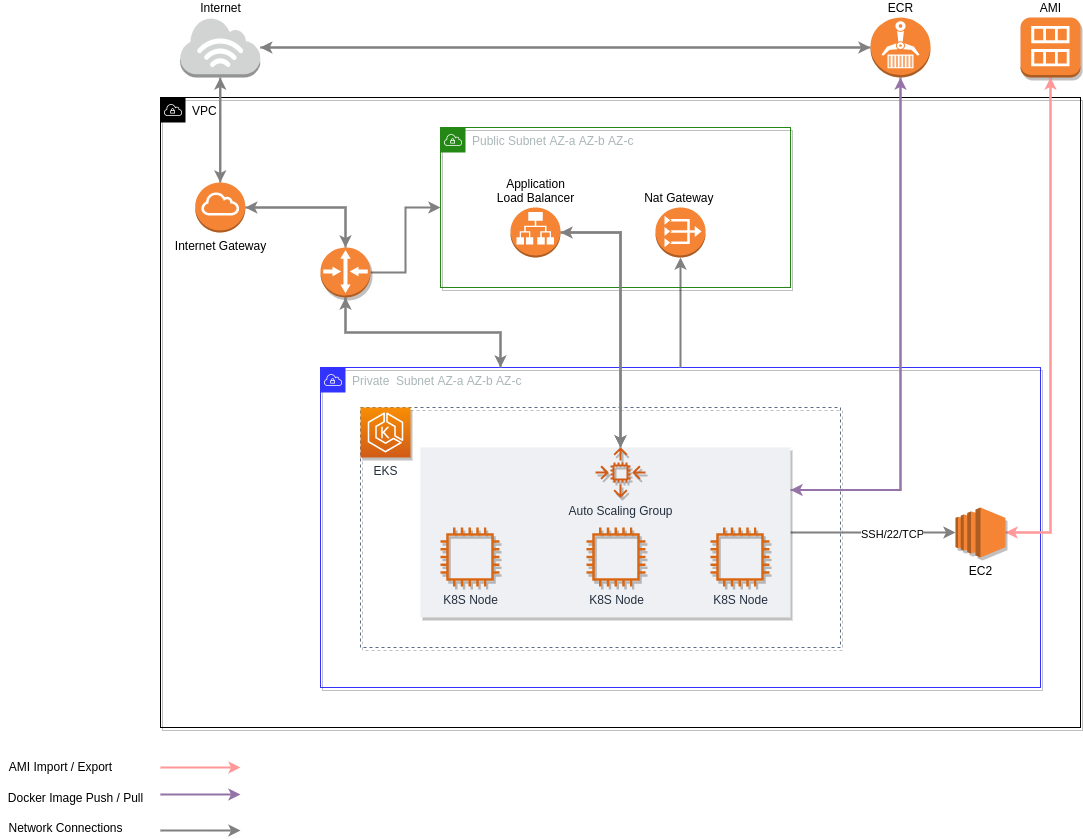 Internet
ECR
AMI
VPC
Public Subnet AZ-a AZ-b AZ-c
Application
Load Balancer
Nat Gateway
Internet Gateway
Private  Subnet AZ-a AZ-b AZ-c
EKS
Auto Scaling Group
SSH/22/TCP
EC2
K8S Node
K8S Node
K8S Node
AMI Import / Export
Docker Image Push / Pull
Network Connections